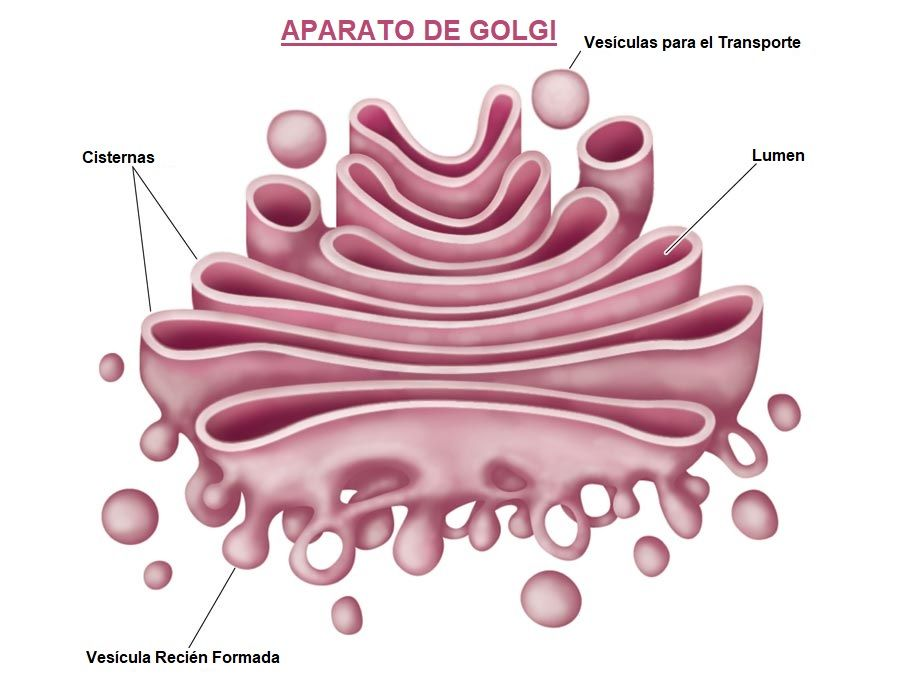 APARATO DE GOLGI
Vesículas para el Transporte
Cisternas
Lumen
Vesícula Recién Formada